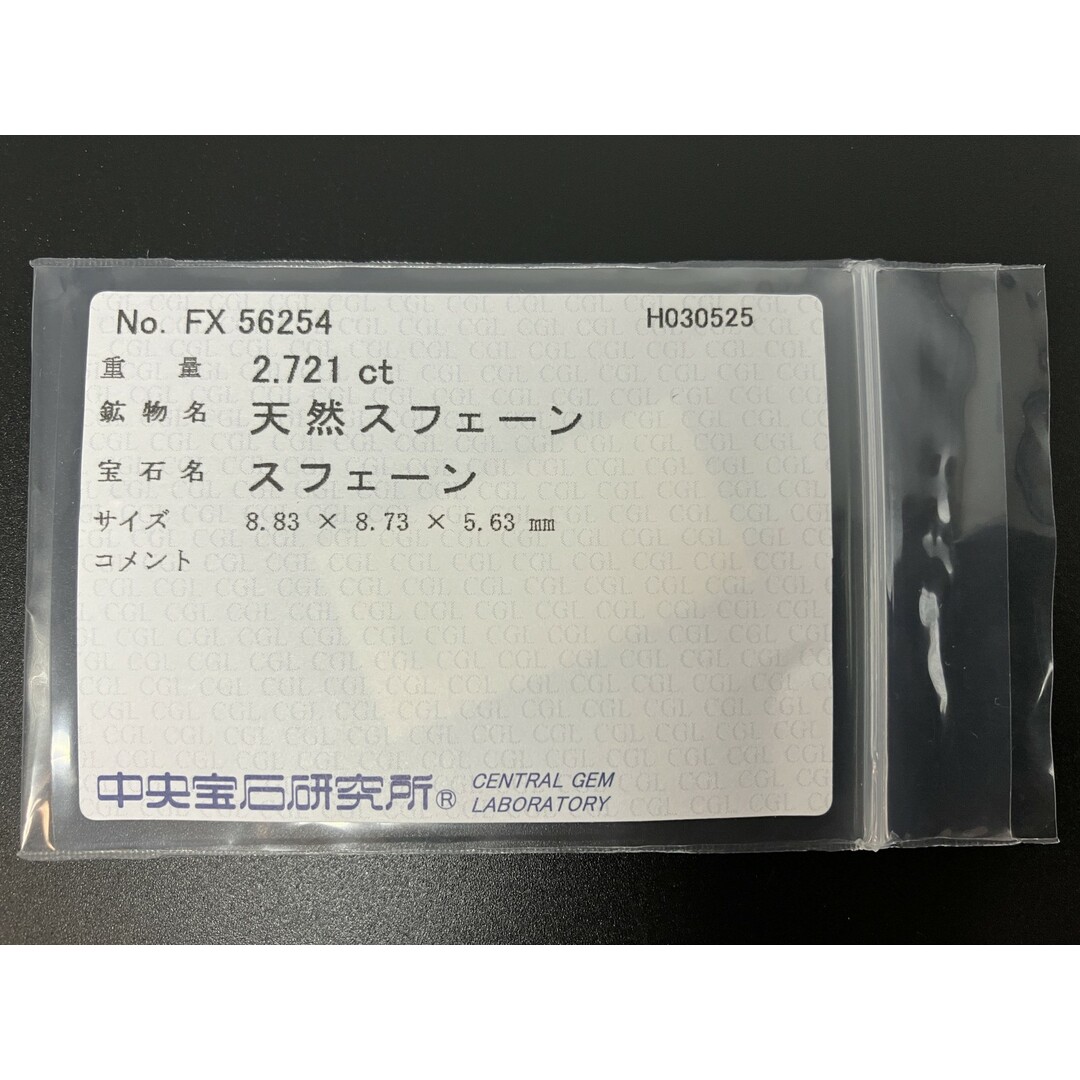 No. FX 56254 H030525
重量 2.721 ct
鉱物名 天然スフェーン
宝石名 スフェーン
サイズ 8.83 × 8.73 × 5.63 mm
コメント
中央宝石研究所® CENTRAL GEM LABORATORY